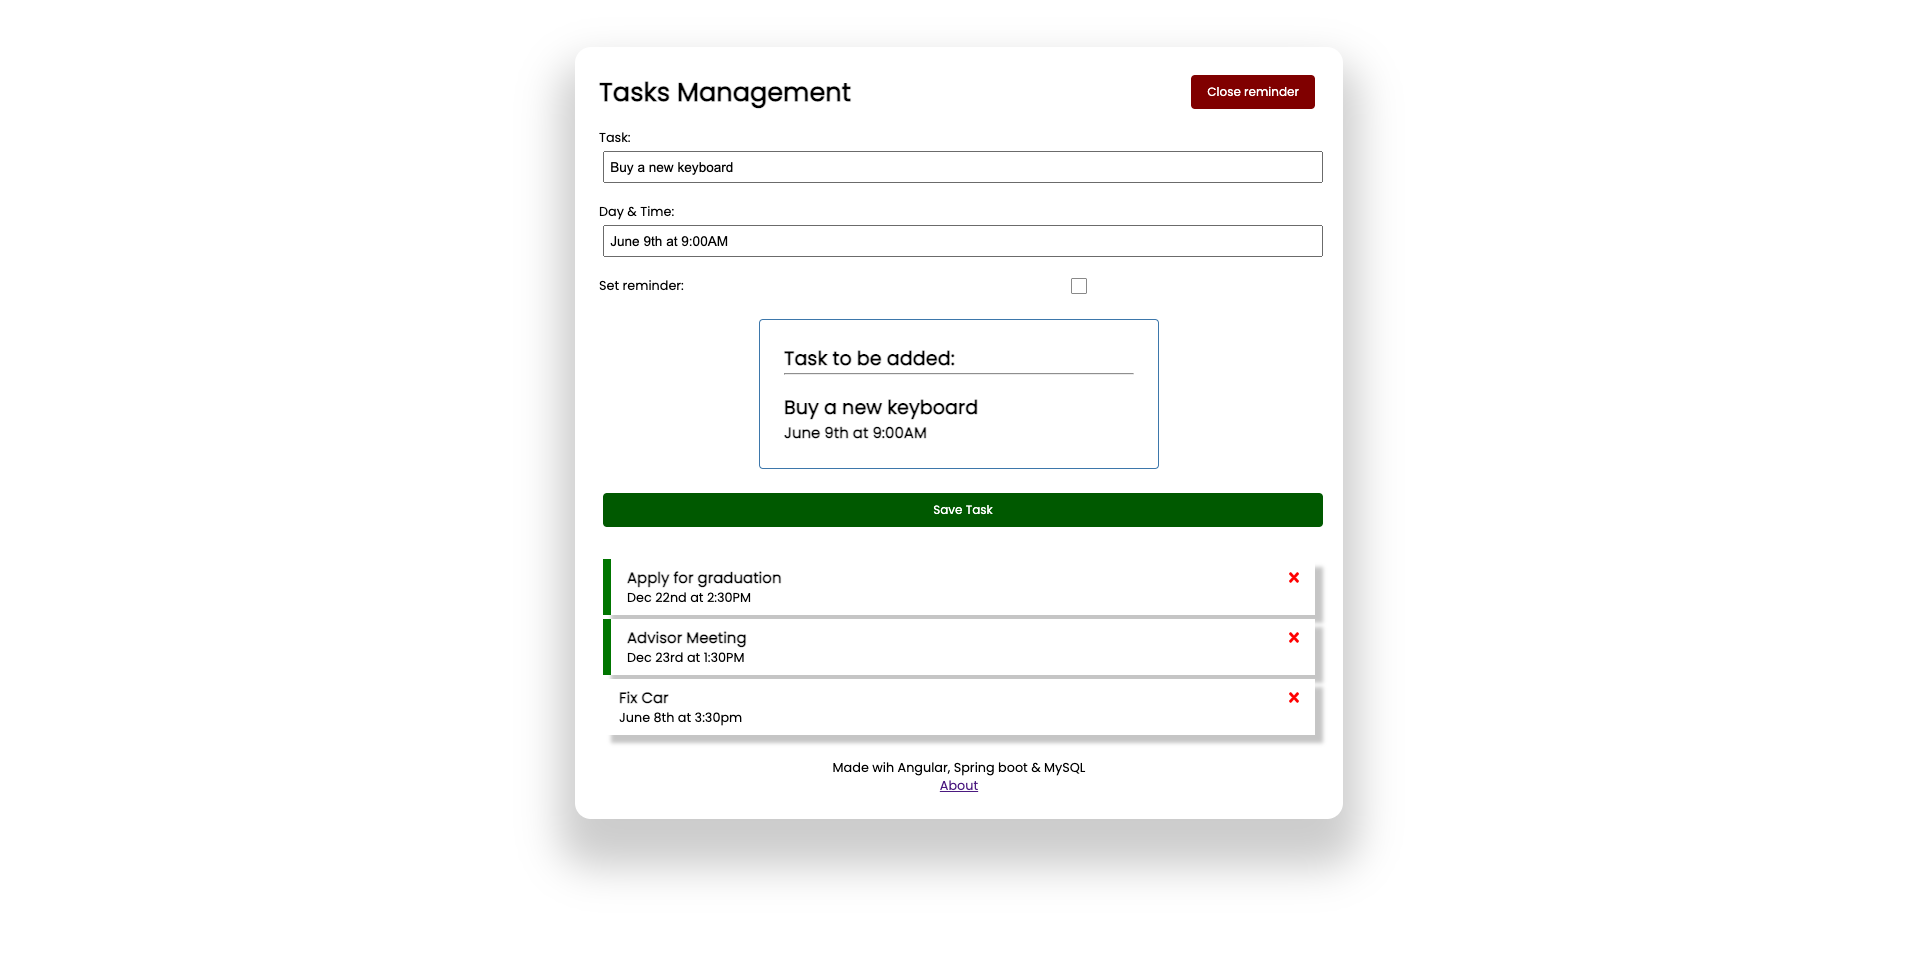 Tasks Management
Close reminder
Task:
Buy a new keyboard
Day & Time:
June 9th at 9:00AM
Set reminder:
Task to be added:
Buy a new keyboard
June 9th at 9:00AM
Save Task
Apply for graduation
Dec 22nd at 2:30PM
Advisor Meeting
Dec 23rd at 1:30PM
Fix Car
June 8th at 3:30pm
Made wih Angular, Spring boot & MySQL
About